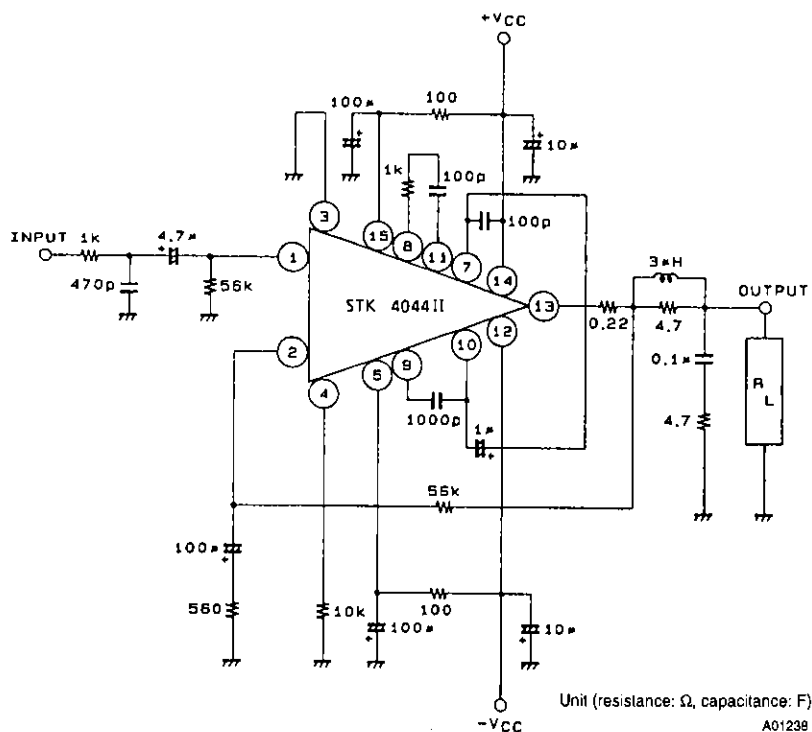 +VCC
100μ
100
10μ
1k
100p
100p
3
15
8
11
7
14
INPUT
1k
4.7μ
470p
56k
1
STK 4044II
13
3μH
OUTPUT
0.22
4.7
0.1μ
RL
2
4
5
9
10
12
1000p
1μ
4.7
56k
100μ
560
10k
100μ
100
10μ
-VCC
Unit (resistance: Ω, capacitance: F)
A01238
+
+
+
+
+
+
+